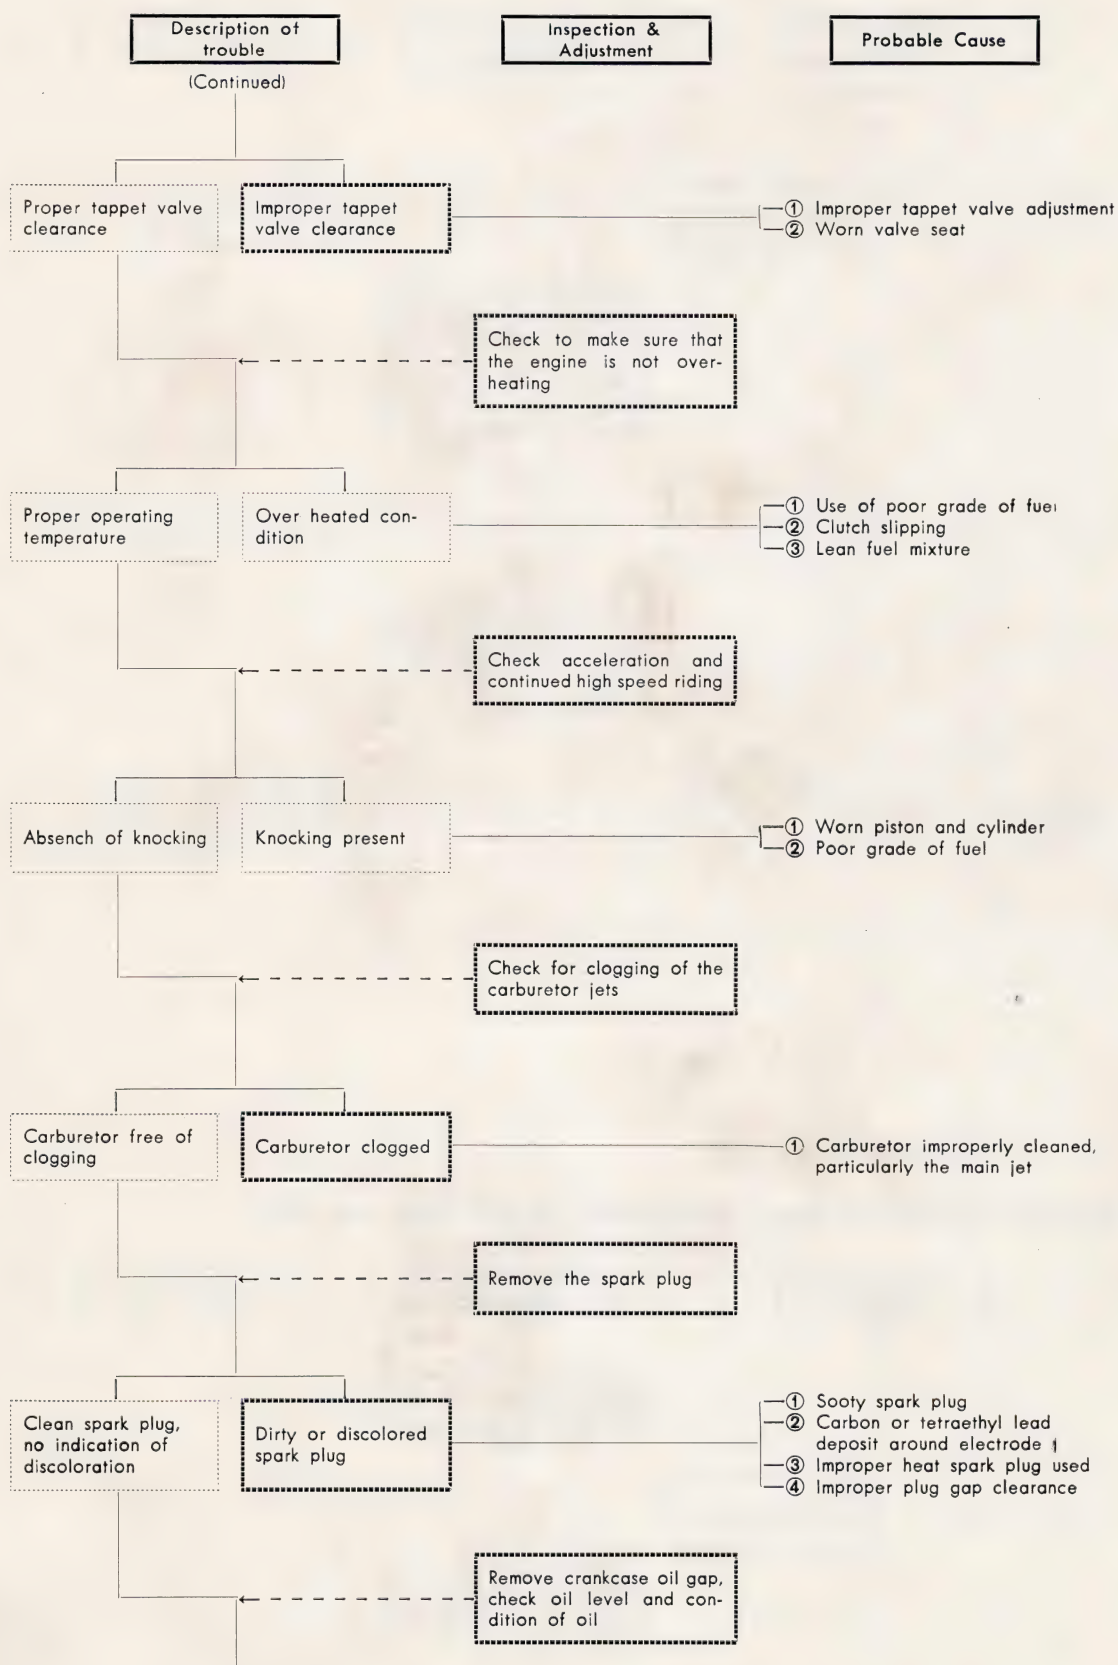 Description of
trouble
Inspection &
Adjustment
Probable Cause
(Continued)
Proper tappet valve
clearance
Improper tappet
valve clearance
① Improper tappet valve adjustment
② Worn valve seat
Check to make sure that
the engine is not over-
heating
Proper operating
temperature
Over heated con-
dition
① Use of poor grade of fuel
② Clutch slipping
③ Lean fuel mixture
Check acceleration and
continued high speed riding
Absench of knocking
Knocking present
① Worn piston and cylinder
② Poor grade of fuel
Check for clogging of the
carburetor jets
Carburetor free of
clogging
Carburetor clogged
① Carburetor improperly cleaned,
particularly the main jet
Remove the spark plug
Clean spark plug,
no indication of
discoloration
Dirty or discolored
spark plug
① Sooty spark plug
② Carbon or tetraethyl lead
deposit around electrode
③ Improper heat spark plug used
④ Improper plug gap clearance
Remove crankcase oil gap,
check oil level and con-
dition of oil